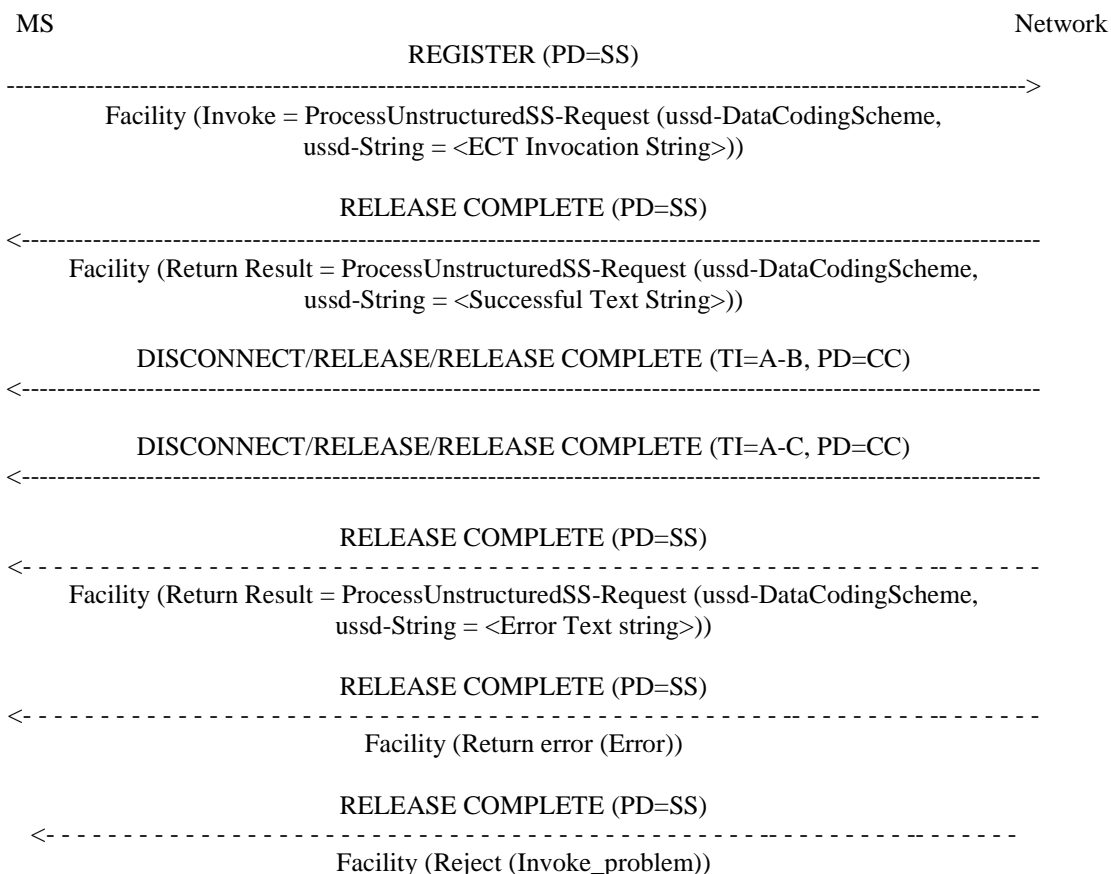 MS Network
REGISTER (PD=SS)
------------------------------------------------------------------------------------------------------------------->
Facility (Invoke = ProcessUnstructuredSS-Request (ussd-DataCodingScheme,
ussd-String = <ECT Invocation String>))
RELEASE COMPLETE (PD=SS)
<-------------------------------------------------------------------------------------------------------------------
Facility (Return Result = ProcessUnstructuredSS-Request (ussd-DataCodingScheme,
ussd-String = <Successful Text String>))
DISCONNECT/RELEASE/RELEASE COMPLETE (TI=A-B, PD=CC)
<-------------------------------------------------------------------------------------------------------------------
DISCONNECT/RELEASE/RELEASE COMPLETE (TI=A-C, PD=CC)
<-------------------------------------------------------------------------------------------------------------------
RELEASE COMPLETE (PD=SS)
<- - - - - - - - - - - - - - - - - - - - - - - - - - - - - - - - - - - - - - - - - - - - - - - - - -- - - - - - - - - -- - - - - - -
Facility (Return Result = ProcessUnstructuredSS-Request (ussd-DataCodingScheme,
ussd-String = <Error Text string>))
RELEASE COMPLETE (PD=SS)
<- - - - - - - - - - - - - - - - - - - - - - - - - - - - - - - - - - - - - - - - - - - - - - - - - -- - - - - - - - - -- - - - - - -
Facility (Return error (Error))
RELEASE COMPLETE (PD=SS)
<- - - - - - - - - - - - - - - - - - - - - - - - - - - - - - - - - - - - - - - - - - - - - - -- - - - - - - - - -- - - - - - -
Facility (Reject (Invoke_problem))